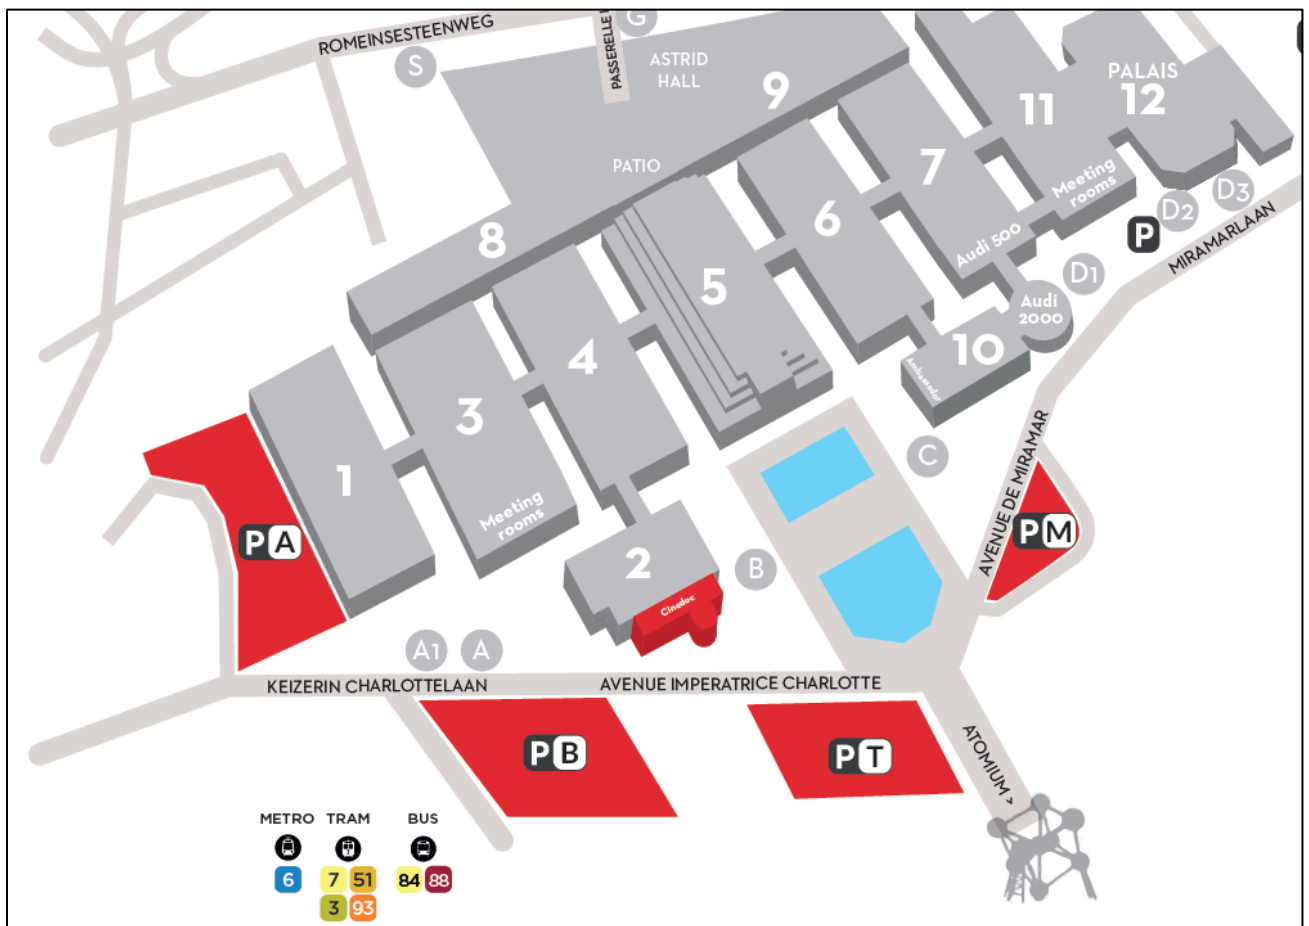 ROMEINSESTEENWEG
S
G
ASTRID
HALL
9
11
PALAIS
12
PATIO
7
Meeting
rooms
D2
D3
P
MIRAMARLAAN
6
8
Audi 500
D1
5
Audi
2000
4
10
Ambassador
3
1
C
AVENUE DE MIRAMAR
Meeting
rooms
P A
P M
2
B
Cinedoc
A1
A
KEIZERIN CHARLOTTELAAN
AVENUE IMPERATRICE CHARLOTTE
P B
P T
ATOMIUM >
METRO TRAM BUS
6 7 51 84 88
3 93
PASSERELLE